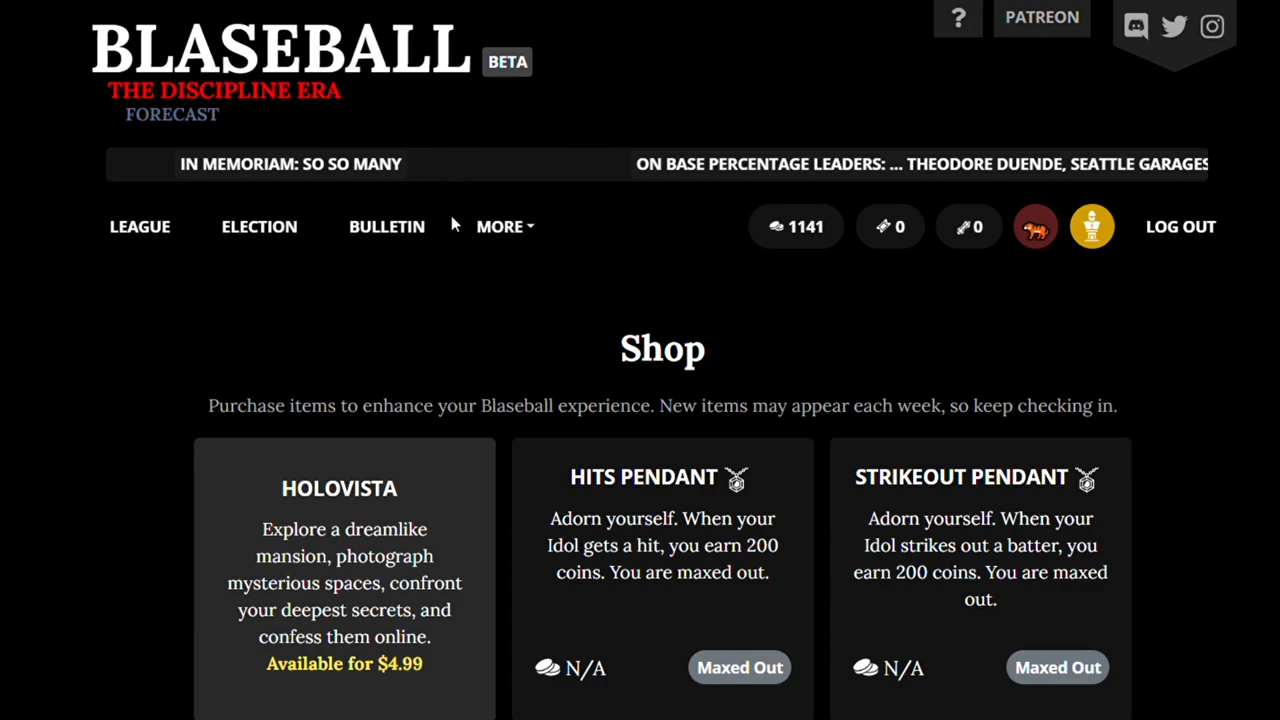 BLASEBALL
BETA
THE DISCIPLINE ERA
FORECAST
?
PATREON
IN MEMORIAM: SO SO MANY
ON BASE PERCENTAGE LEADERS: ... THEODORE DUENDE, SEATTLE GARAGES
LEAGUE
ELECTION
BULLETIN
MORE
1141
0
0
LOG OUT
Shop
Purchase items to enhance your Blaseball experience. New items may appear each week, so keep checking in.
HOLOVISTA
Explore a dreamlike
mansion, photograph
mysterious spaces, confront
your deepest secrets, and
confess them online.
Available for $4.99
HITS PENDANT
Adorn yourself. When your
Idol gets a hit, you earn 200
coins. You are maxed out.
N/A
Maxed Out
STRIKEOUT PENDANT
Adorn yourself. When your
Idol strikes out a batter, you
earn 200 coins. You are maxed
out.
N/A
Maxed Out